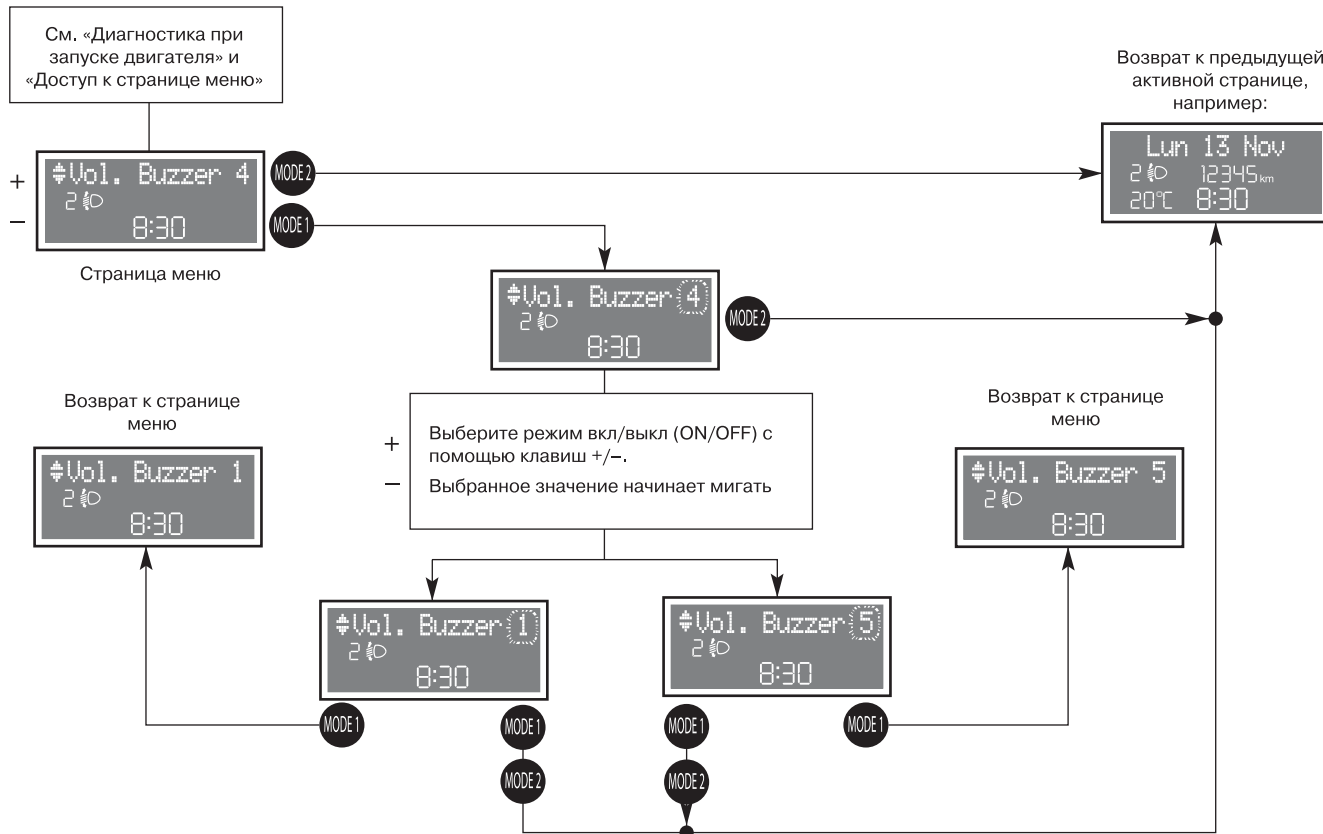 См. «Диагностика при
запуске двигателя» и
«Доступ к странице меню»
Возврат к предыдущей
активной странице,
например:
+
−
Vol. Buzzer 4
2
8:30
MODE 2
MODE 1
Lun 13 Nov
2 12345 km
20°C 8:30
Страница меню
Vol. Buzzer 4
2
8:30
MODE 2
Возврат к странице
меню
Vol. Buzzer 1
2
8:30
+
−
Выберите режим вкл/выкл (ON/OFF) с
помощью клавиш +/–.
Выбранное значение начинает мигать
Возврат к странице
меню
Vol. Buzzer 5
2
8:30
Vol. Buzzer 1
2
8:30
Vol. Buzzer 5
2
8:30
MODE 1
MODE 1
MODE 1
MODE 1
MODE 2
MODE 2